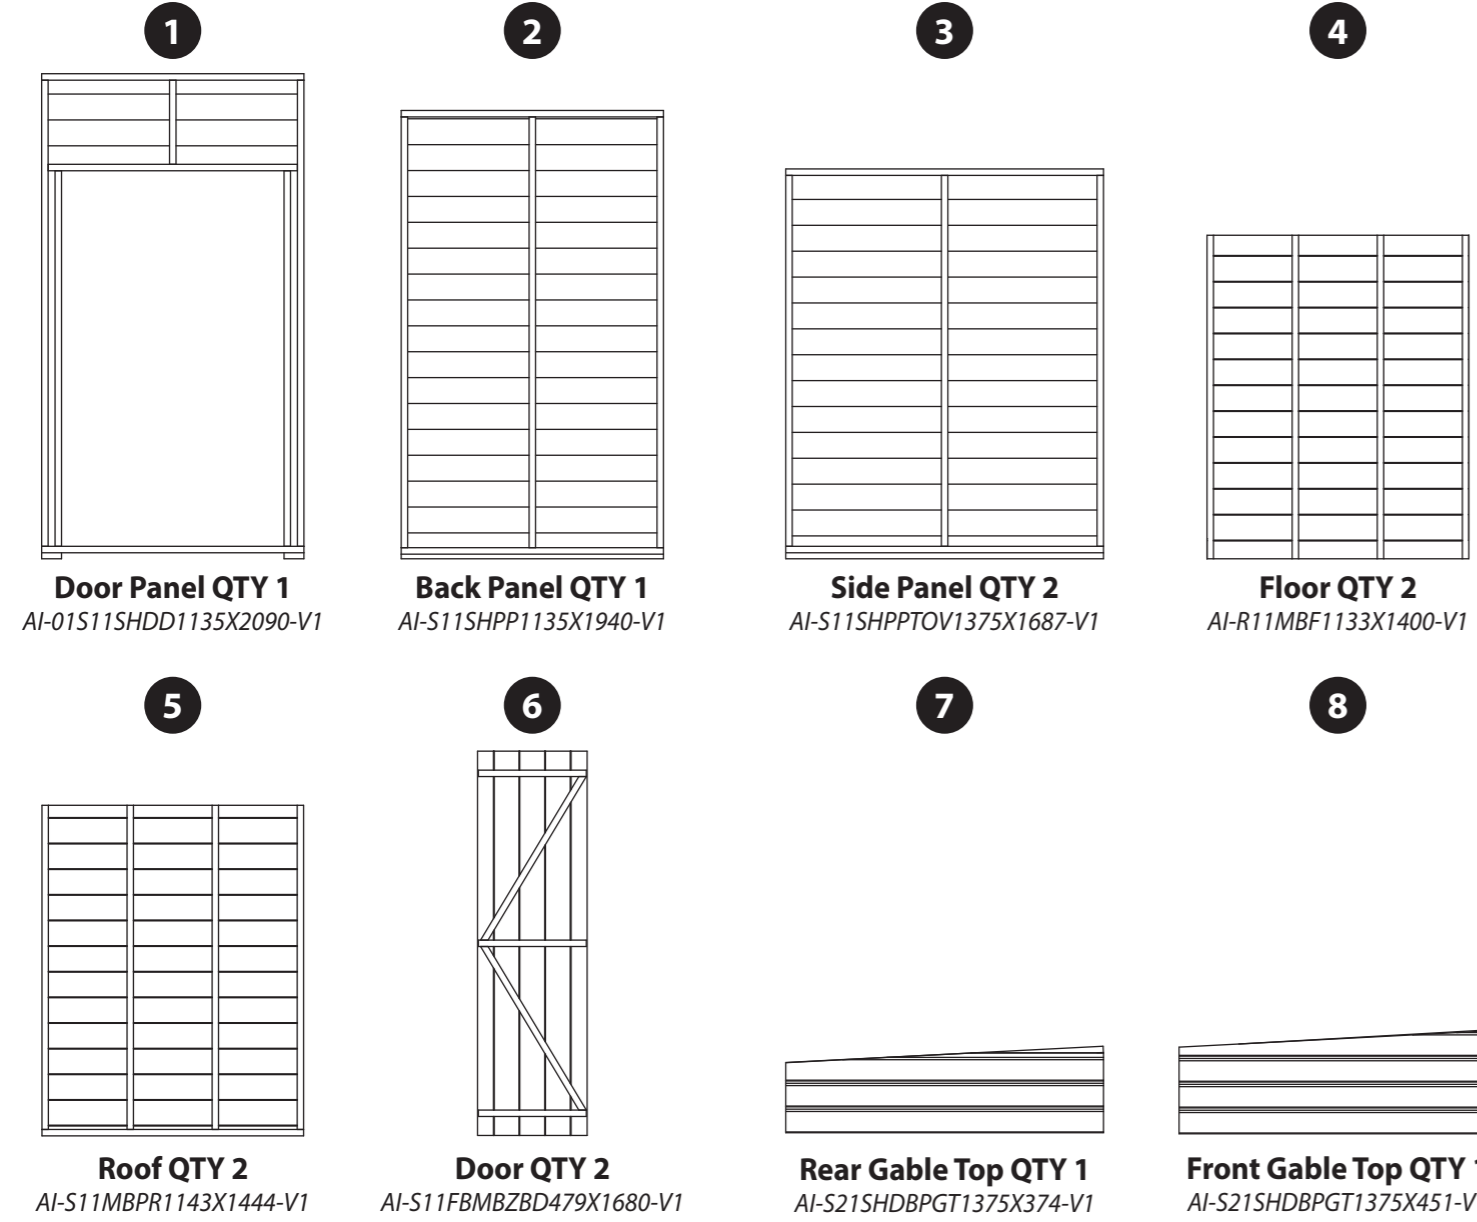 1
2
3
4
Door Panel QTY 1
AI-01S11SHDD1135X2090-V1
Back Panel QTY 1
AI-S11SHPP1135X1940-V1
Side Panel QTY 2
AI-S11SHPPTOV1375X1687-V1
Floor QTY 2
AI-R11MBF1133X1400-V1
5
6
7
8
Roof QTY 2
AI-S11MBPR1143X1444-V1
Door QTY 2
AI-S11FBMBZBD479X1680-V1
Rear Gable Top QTY 1
AI-S21SHDBPGT1375X374-V1
Front Gable Top QTY
AI-S21SHDBPGT1375X451-V